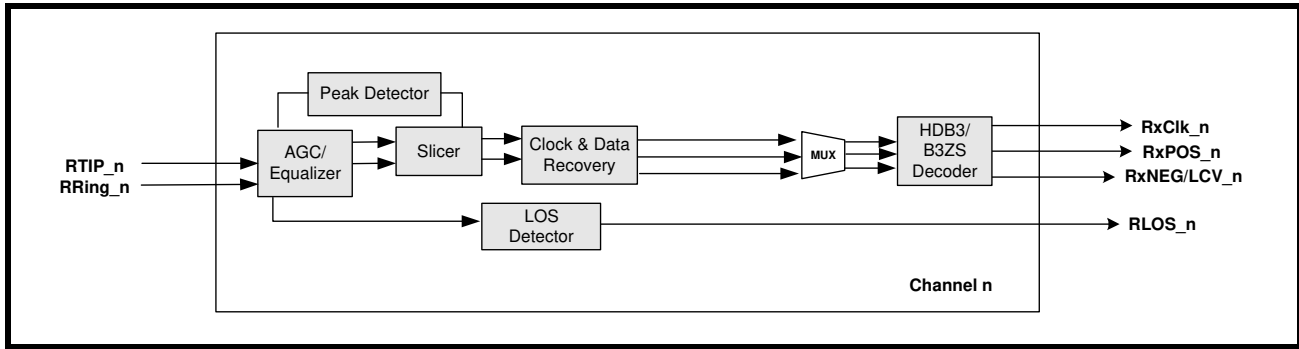 Peak Detector
RTIP_n
RRing_n
AGC/
Equalizer
Slicer
Clock & Data
Recovery
MUX
HDB3/
B3ZS
Decoder
RxClk_n
RxPOS_n
RxNEG/LCV_n
LOS
Detector
RLOS_n
Channel n